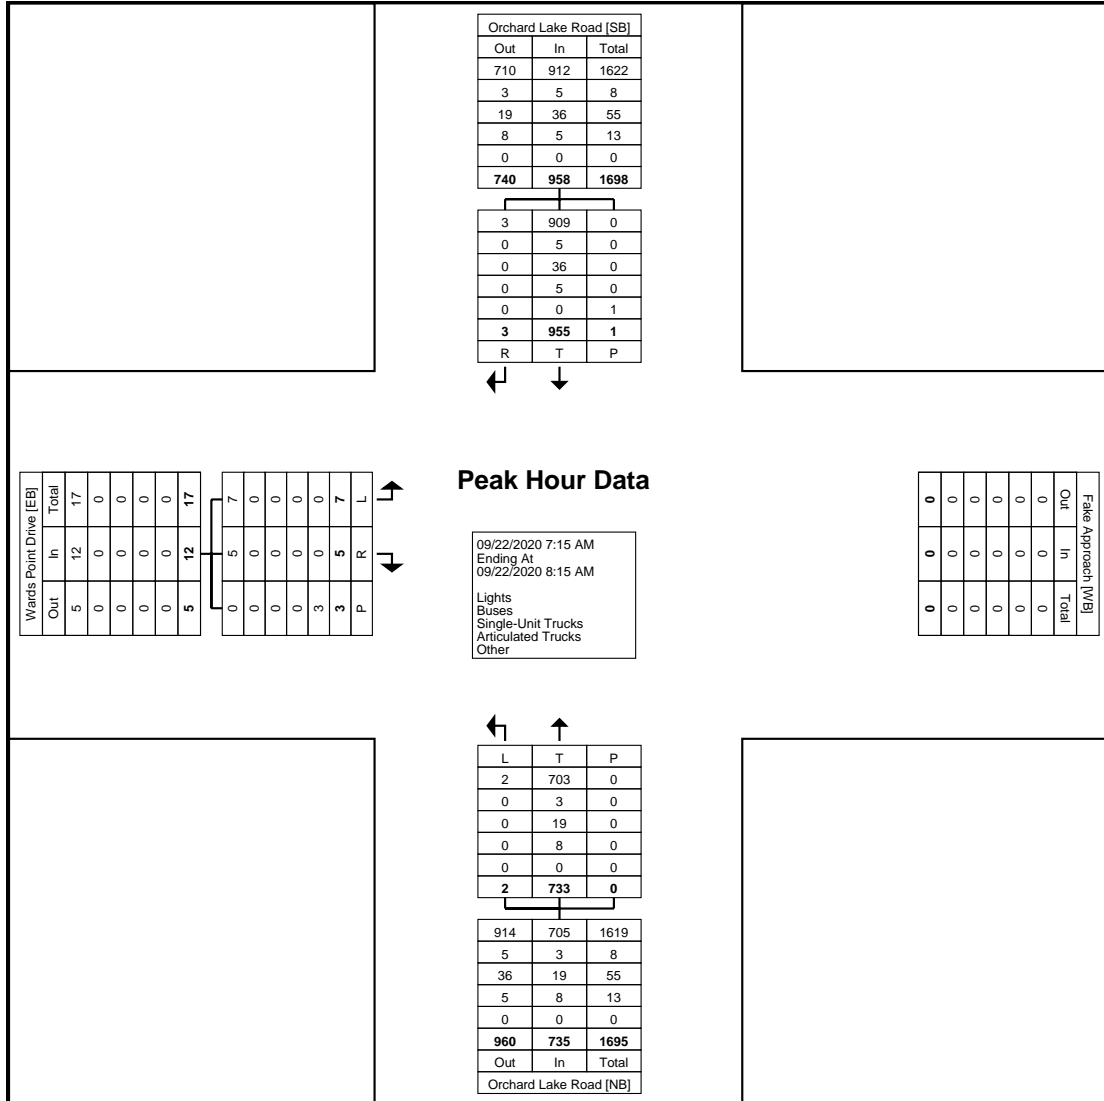 Orchard Lake Road [SB]
Out In Total
710 912 1622
3 5 8
19 36 55
8 5 13
0 0 0
740 958 1698
3 909 0
0 5 0
0 36 0
0 5 0
0 0 1
3 955 1
R T P
Wards Point Drive [EB]
Total 17 0 0 0 0 17
In 12 0 0 0 0 12
Out 5 0 0 0 0 5
7 0 0 0 0 7 L
5 0 0 0 0 5 R
0 0 0 0 3 3 P
Peak Hour Data
09/22/2020 7:15 AM
Ending At
09/22/2020 8:15 AM
Lights
Buses
Single-Unit Trucks
Articulated Trucks
Other
Fake Approach [WB]
Out In Total
0 0 0
0 0 0
0 0 0
0 0 0
0 0 0
0 0 0
L T P
2 703 0
0 3 0
0 19 0
0 8 0
0 0 0
2 733 0
914 705 1619
5 3 8
36 19 55
5 8 13
0 0 0
960 735 1695
Out In Total
Orchard Lake Road [NB]